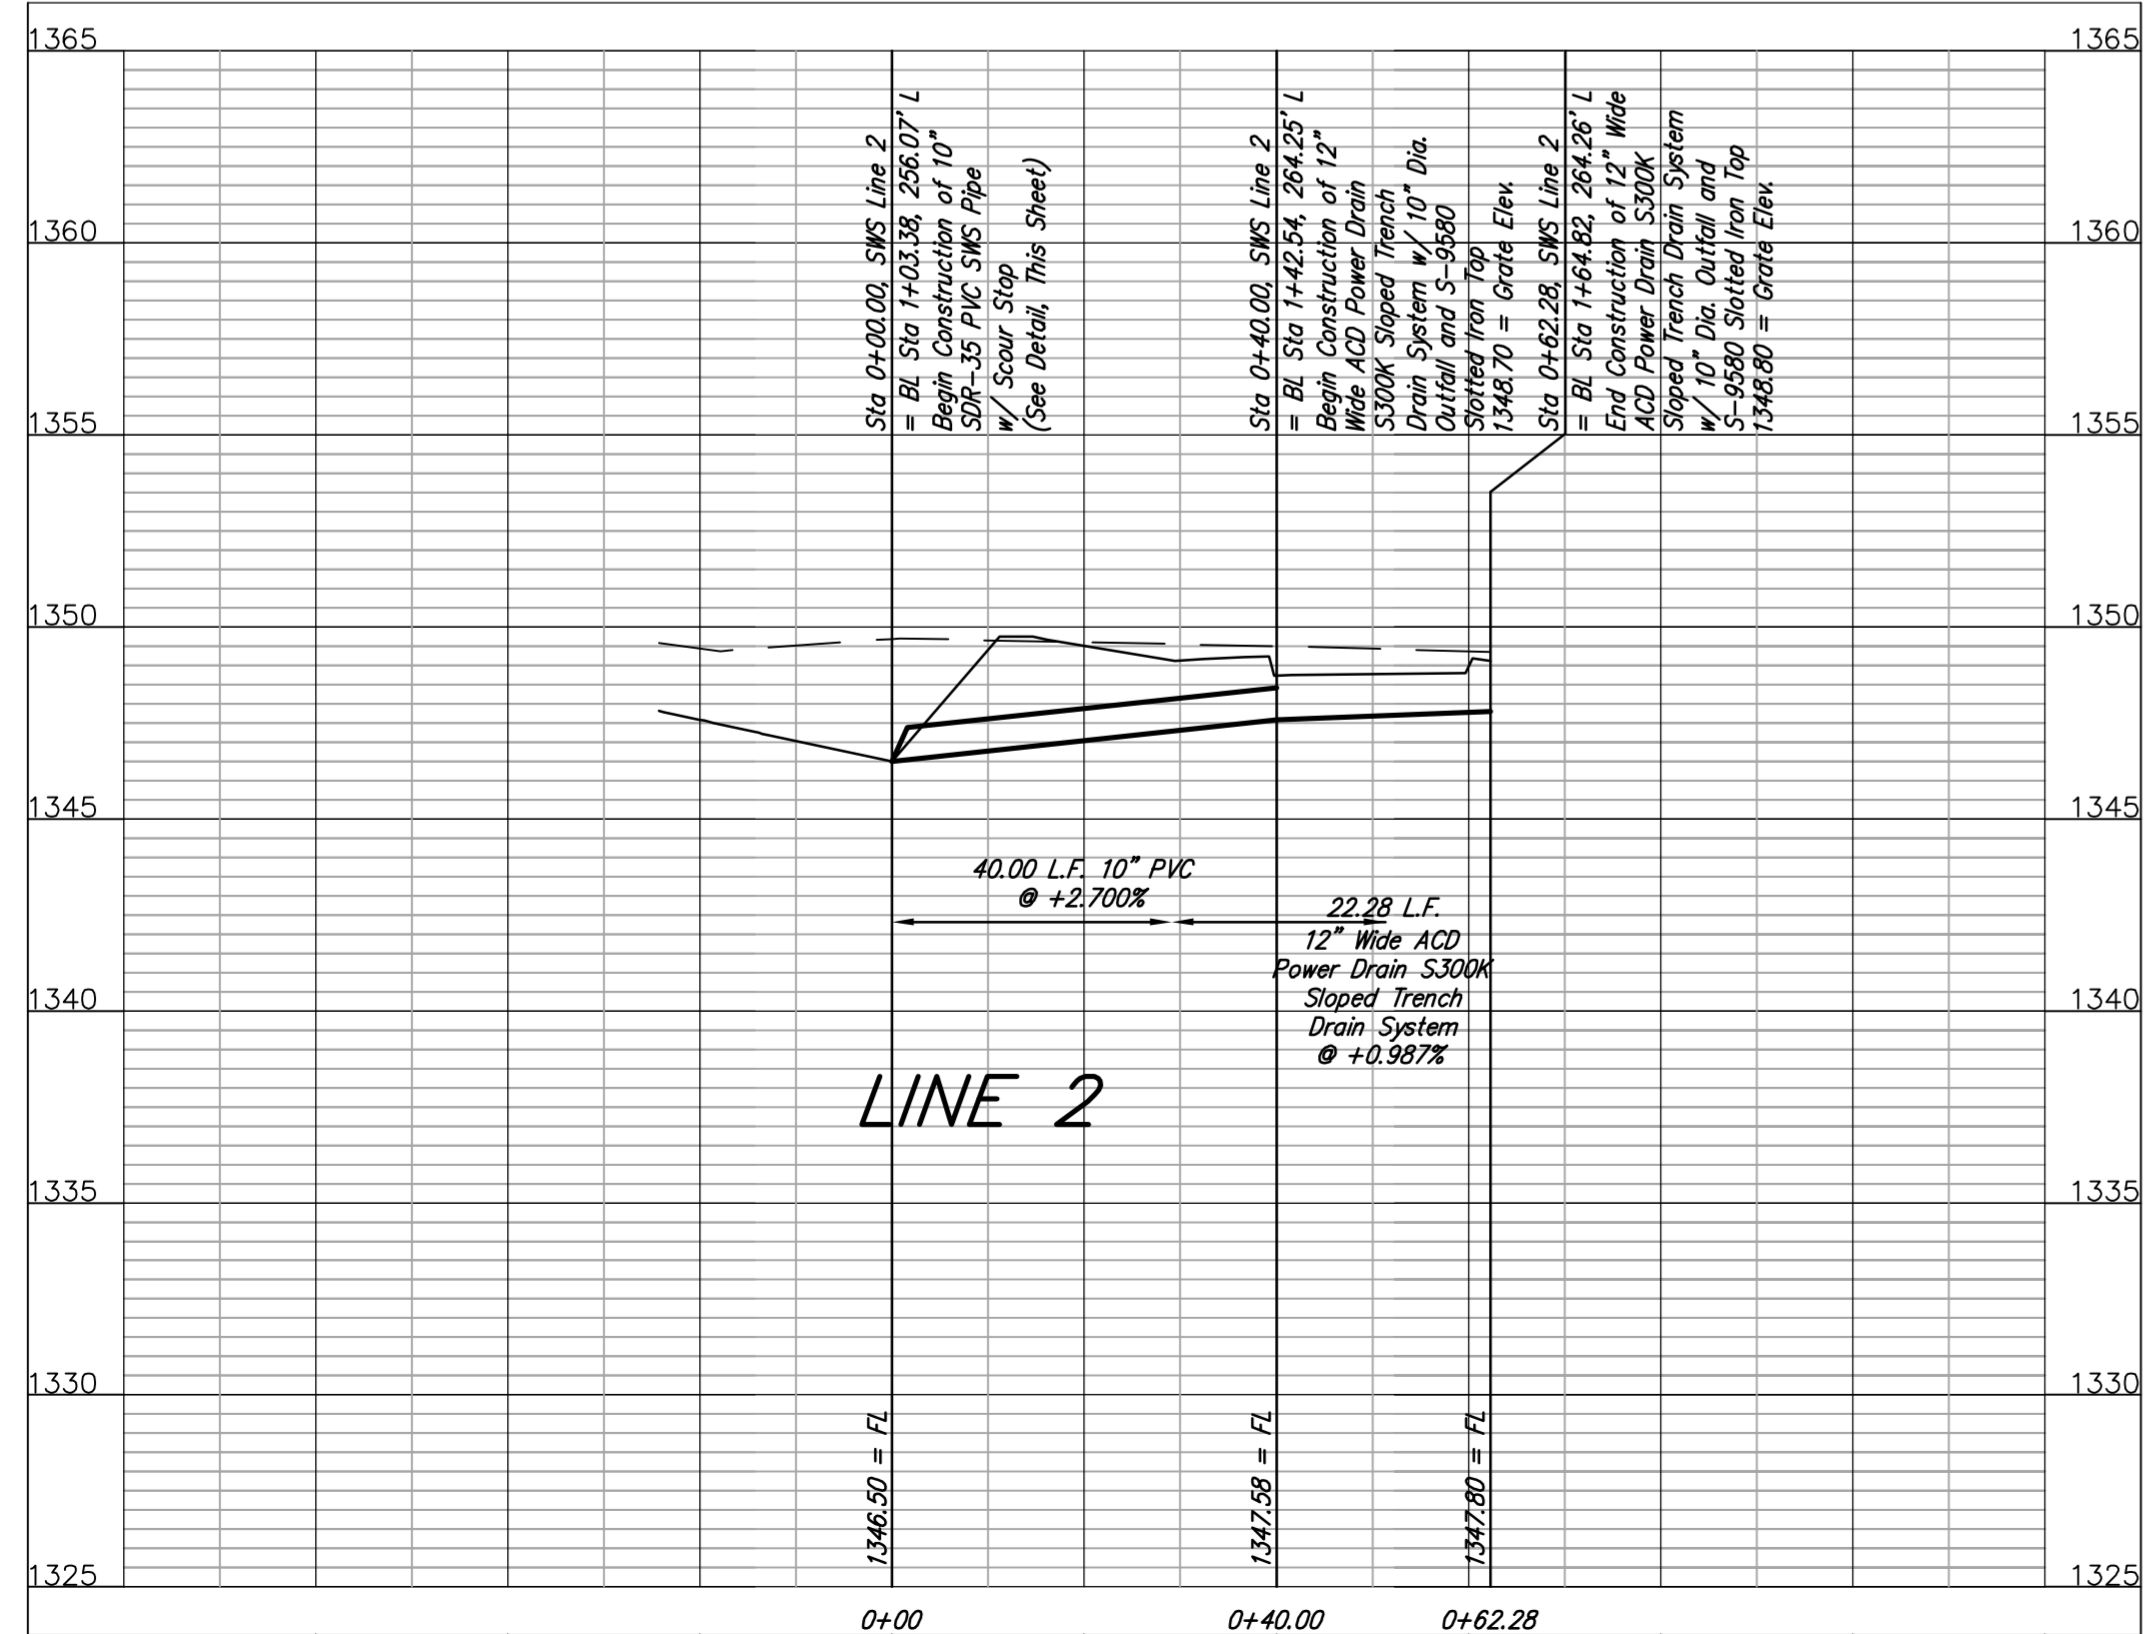 1365
1365
1360
1360
1355
1355
1350
1350
1345
1345
1340
1340
1335
1335
1330
1330
1325
1325
Sta 0+00.00, SWS Line 2
= BL Sta 1+03.38, 256.07' L
Begin Construction of 10"
SDR-35 PVC SWS Pipe
w/ Scour Stop
(See Detail, This Sheet)
Sta 0+40.00, SWS Line 2
= BL Sta 1+42.54, 264.25' L
Begin Construction of 12"
Wide ACD Power Drain
S300K Sloped Trench
Drain System w/ 10" Dia.
Outfall and S-9580
Slotted Iron Top
1348.70 = Grate Elev.
Sta 0+62.28, SWS Line 2
= BL Sta 1+64.82, 264.26' L
End Construction of 12" Wide
ACD Power Drain S300K
Sloped Trench Drain System
w/ 10" Dia. Outfall and
S-9580 Slotted Iron Top
1348.80 = Grate Elev.
40.00 L.F. 10" PVC
@ +2.700%
22.28 L.F.
12" Wide ACD
Power Drain S300K
Sloped Trench
Drain System
@ +0.987%
LINE 2
1346.50 = FL
1347.58 = FL
1347.80 = FL
0+00
0+40.00
0+62.28